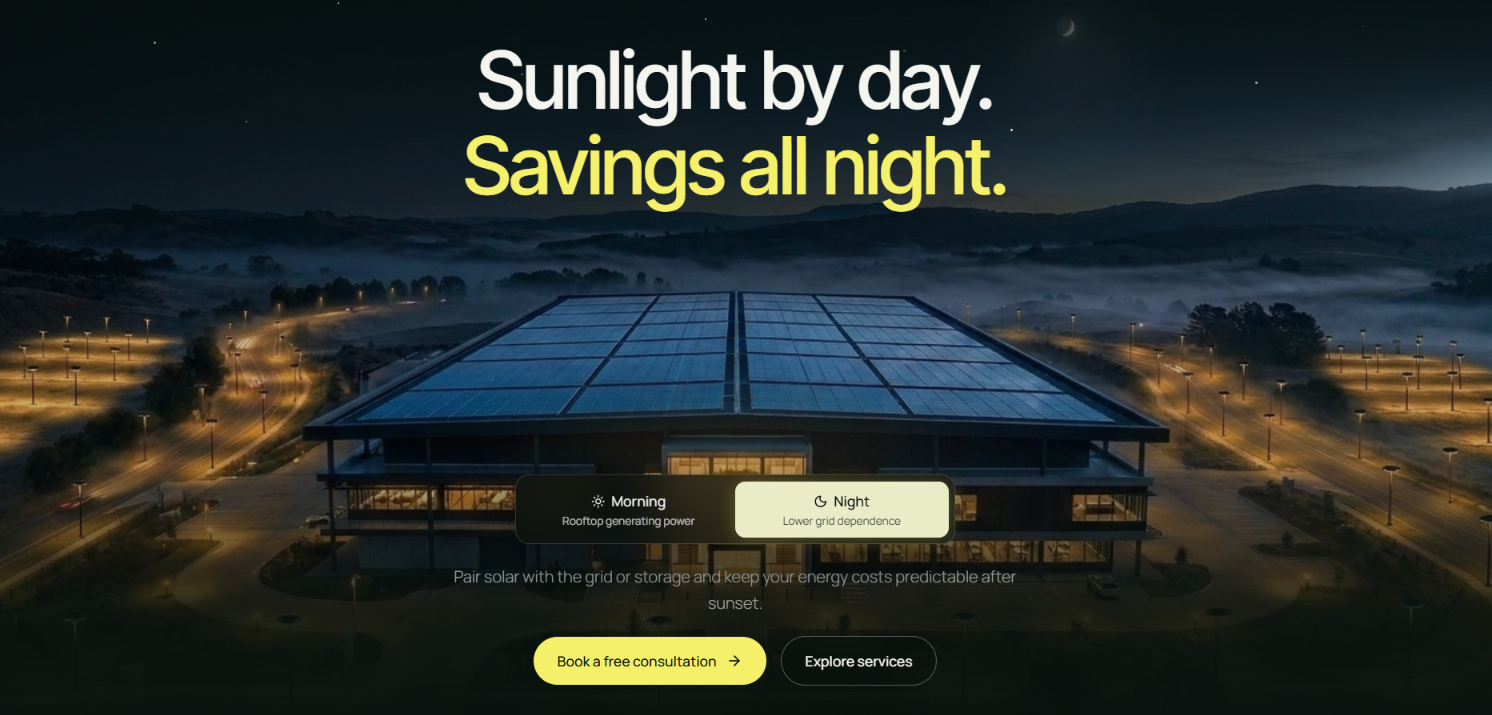 Sunlight by day.
Savings all night.
Morning
Rooftop generating power
Night
Lower grid dependence
Pair solar with the grid or storage and keep your energy costs predictable after
sunset.
Book a free consultation
Explore services